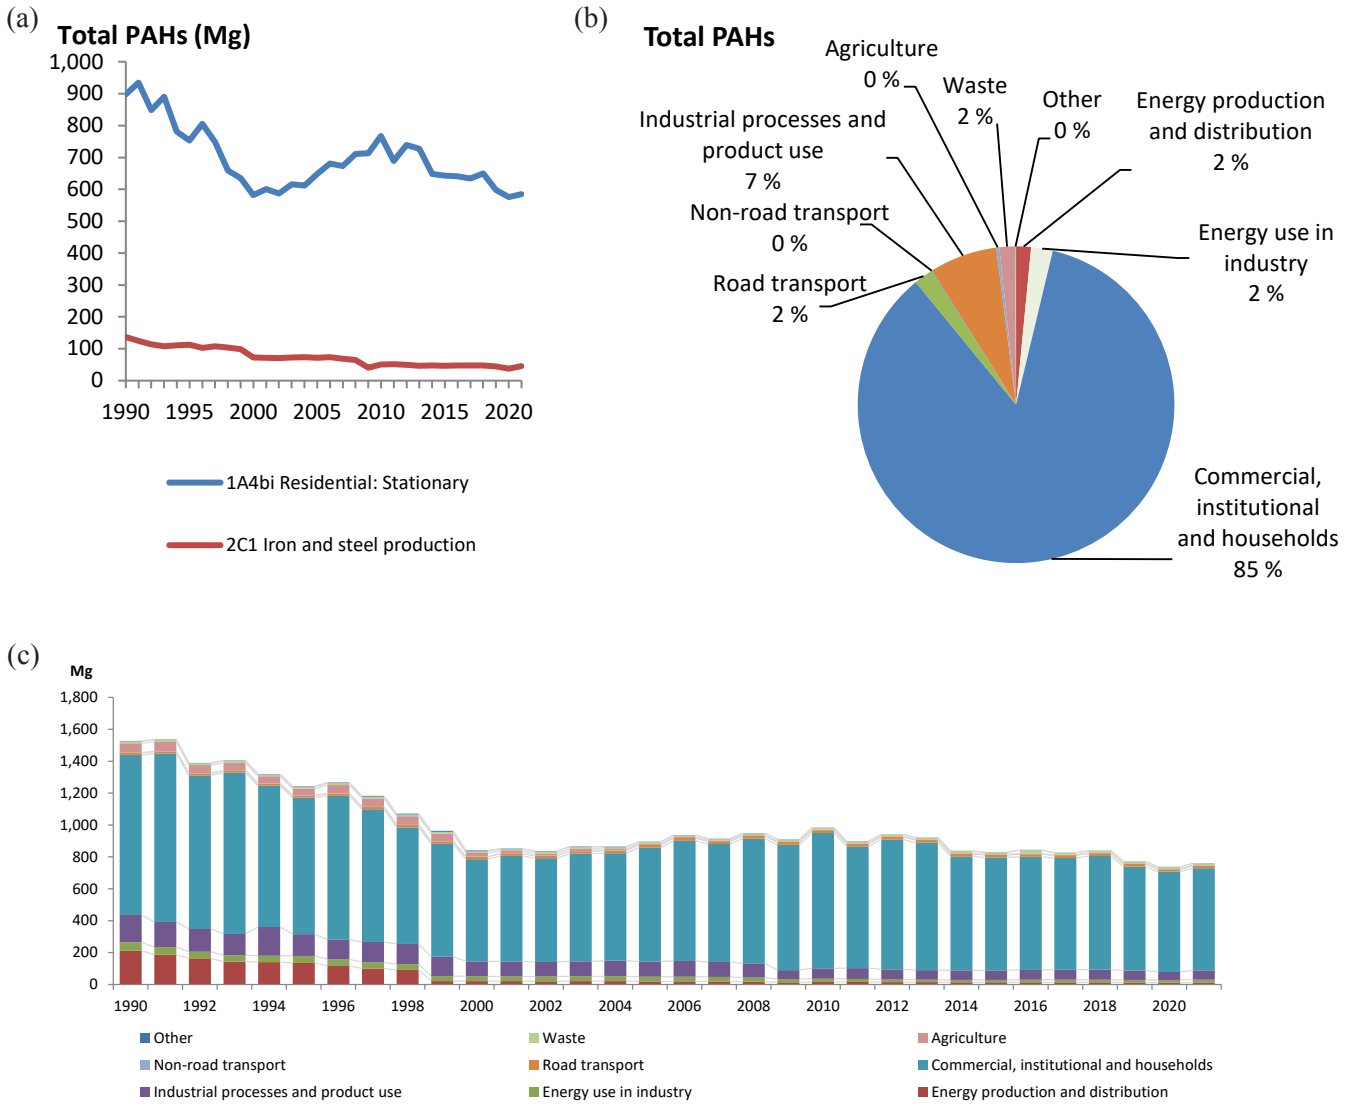 (a)
Total PAHs (Mg)
1,000
900
800
700
600
500
400
300
200
100
0
1990 1995 2000 2005 2010 2015 2020
1A4bi Residential: Stationary
2C1 Iron and steel production
(b)
Total PAHs
Agriculture
0 %
Waste
2 %
Other
0 %
Energy production
and distribution
2 %
Industrial processes and
product use
7 %
Non-road transport
0 %
Road transport
2 %
Energy use in
industry
2 %
Commercial,
institutional
and households
85 %
(c)
Mg
1,800
1,600
1,400
1,200
1,000
800
600
400
200
0
1990 1992 1994 1996 1998 2000 2002 2004 2006 2008 2010 2012 2014 2016 2018 2020
Other Waste Agriculture
Non-road transport Road transport Commercial, institutional and households
Industrial processes and product use Energy use in industry Energy production and distribution